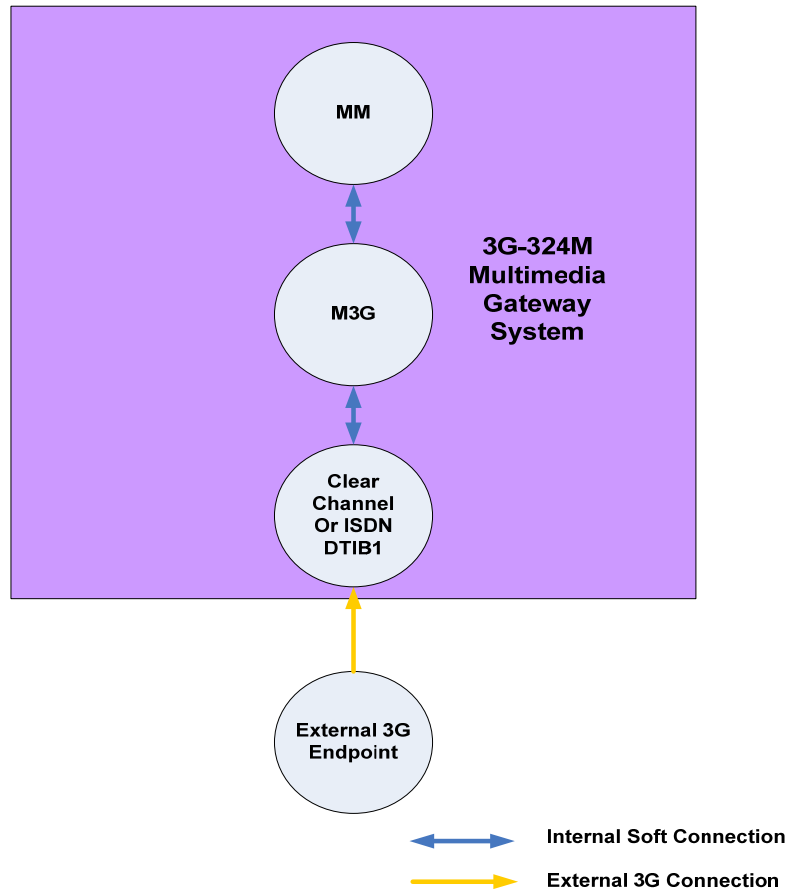 MM
M3G
3G-324M
Multimedia
Gateway
System
Clear
Channel
Or ISDN
DTIB1
External 3G
Endpoint
Internal Soft Connection
External 3G Connection